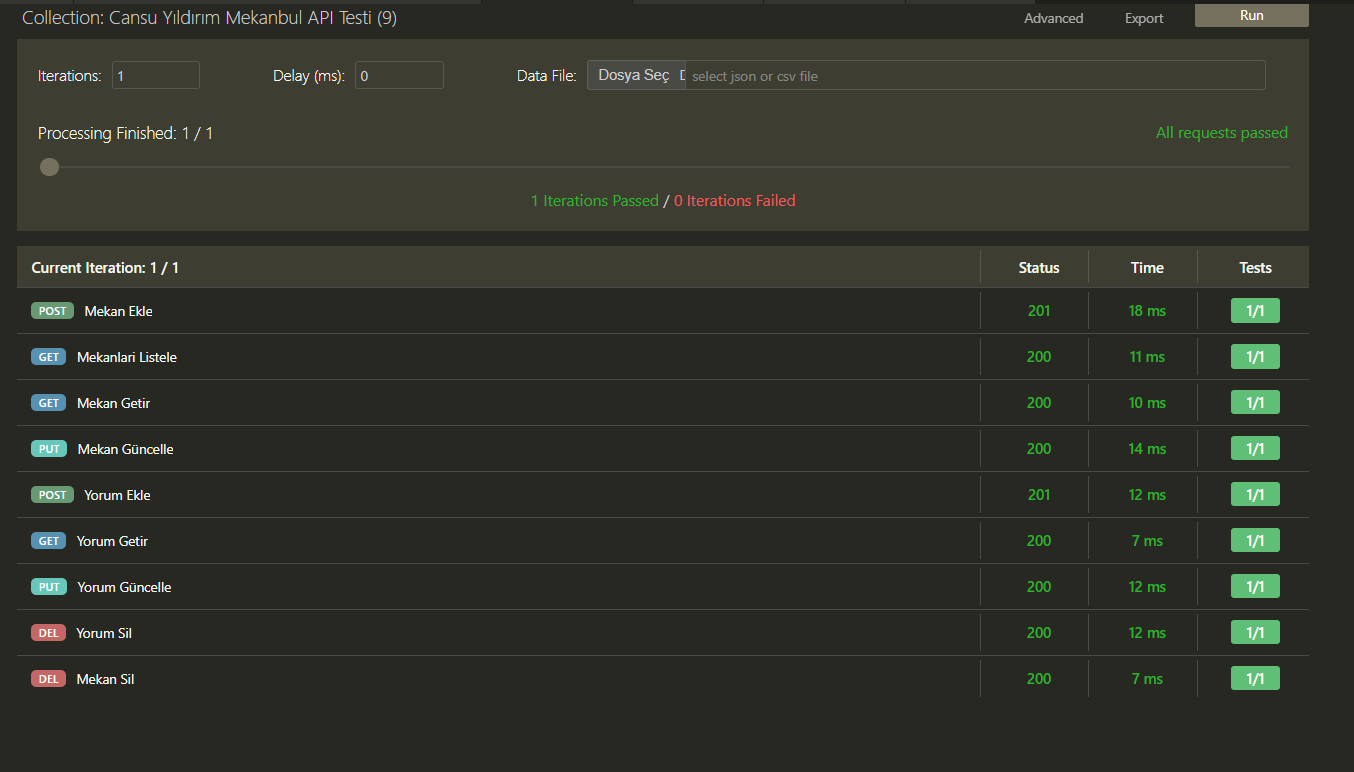 Collection: Cansu Yıldırım Mekanbul API Testi (9) Advanced Export Run
Iterations: 1 Delay (ms): 0 Data File: Dosya Seç select json or csv file
Processing Finished: 1 / 1 All requests passed
1 Iterations Passed / 0 Iterations Failed
Current Iteration: 1 / 1 Status Time Tests
POST Mekan Ekle 201 18 ms 1/1
GET Mekanlari Listele 200 11 ms 1/1
GET Mekan Getir 200 10 ms 1/1
PUT Mekan Güncelle 200 14 ms 1/1
POST Yorum Ekle 201 12 ms 1/1
GET Yorum Getir 200 7 ms 1/1
PUT Yorum Güncelle 200 12 ms 1/1
DEL Yorum Sil 200 12 ms 1/1
DEL Mekan Sil 200 7 ms 1/1